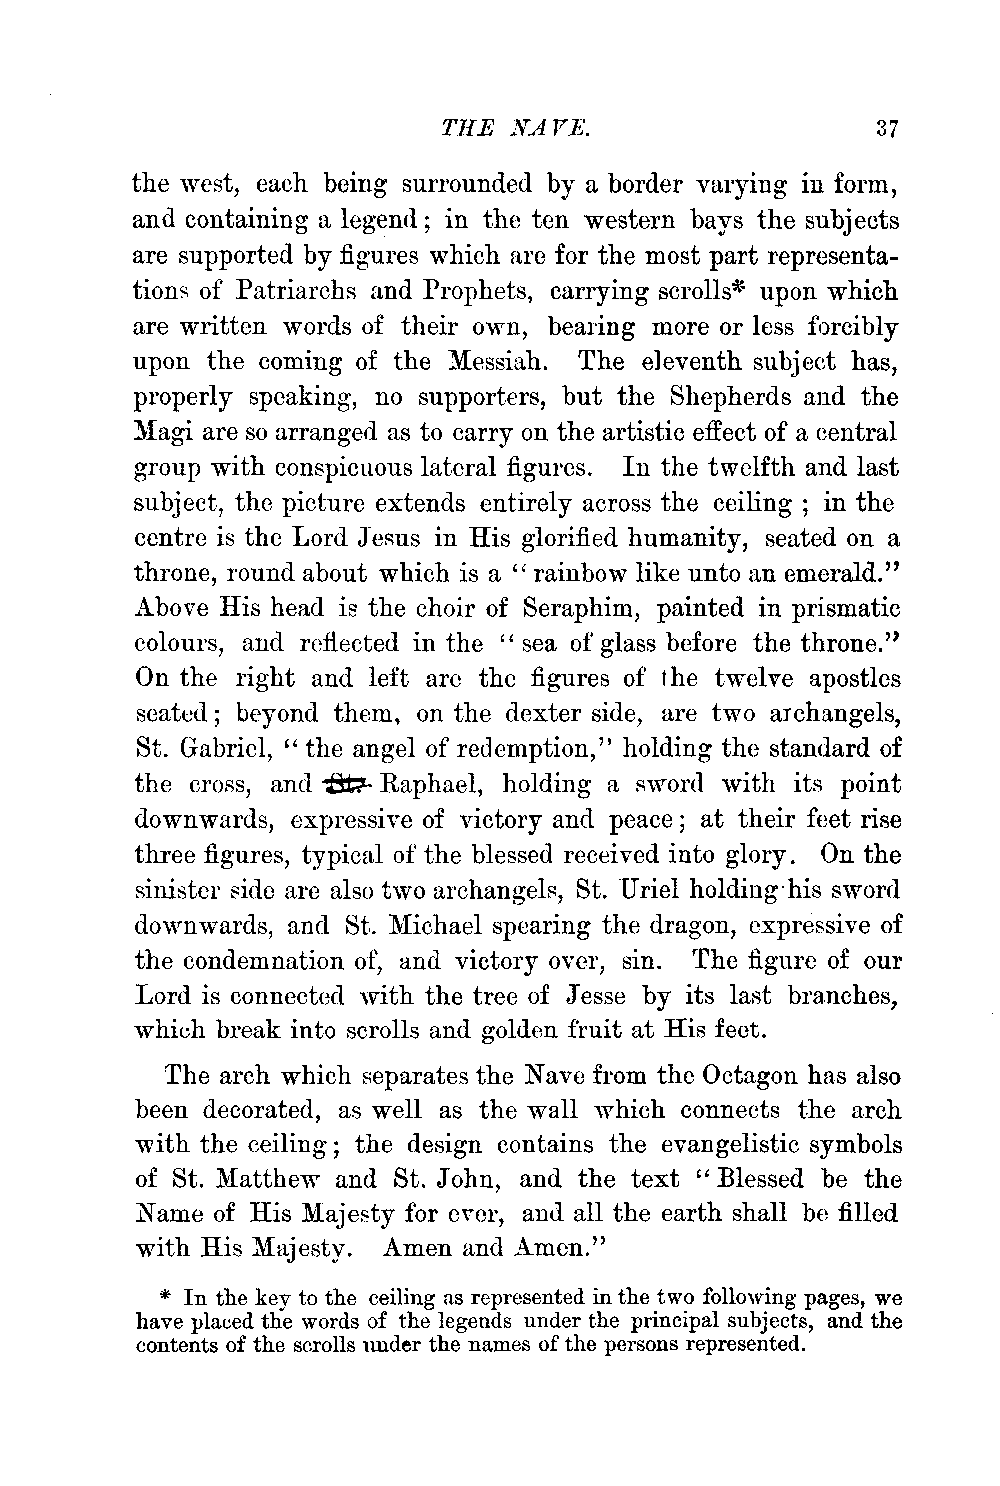 THE NAVE. 37
the west, each being surrounded by a border varying in form,
and containing a legend; in the ten western bays the subjects
are supported by figures which are for the most part representa-
tions of Patriarchs and Prophets, carrying scrolls* upon which
are written words of their own, bearing more or less forcibly
upon the coming of the Messiah. The eleventh subject has,
properly speaking, no supporters, but the Shepherds and the
Magi are so arranged as to carry on the artistic effect of a central
group with conspicuous lateral figures. In the twelfth and last
subject, the picture extends entirely across the ceiling ; in the
centre is the Lord Jesus in His glorified humanity, seated on a
throne, round about which is a “rainbow like unto an emerald.”
Above His head is the choir of Seraphim, painted in prismatic
colours, and reflected in the “sea of glass before the throne.”
On the right and left are the figures of the twelve apostles
seated; beyond them, on the dexter side, are two archangels,
St. Gabriel, “the angel of redemption,” holding the standard of
the cross, and St. Raphael, holding a sword with its point
downwards, expressive of victory and peace; at their feet rise
three figures, typical of the blessed received into glory. On the
sinister side are also two archangels, St. Uriel holding his sword
downwards, and St. Michael spearing the dragon, expressive of
the condemnation of, and victory over, sin. The figure of our
Lord is connected with the tree of Jesse by its last branches,
which break into scrolls and golden fruit at His feet.
The arch which separates the Nave from the Octagon has also
been decorated, as well as the wall which connects the arch
with the ceiling; the design contains the evangelistic symbols
of St. Matthew and St. John, and the text “Blessed be the
Name of His Majesty for ever, and all the earth shall be filled
with His Majesty. Amen and Amen.”
* In the key to the ceiling as represented in the two following pages, we
have placed the words of the legends under the principal subjects, and the
contents of the scrolls under the names of the persons represented.